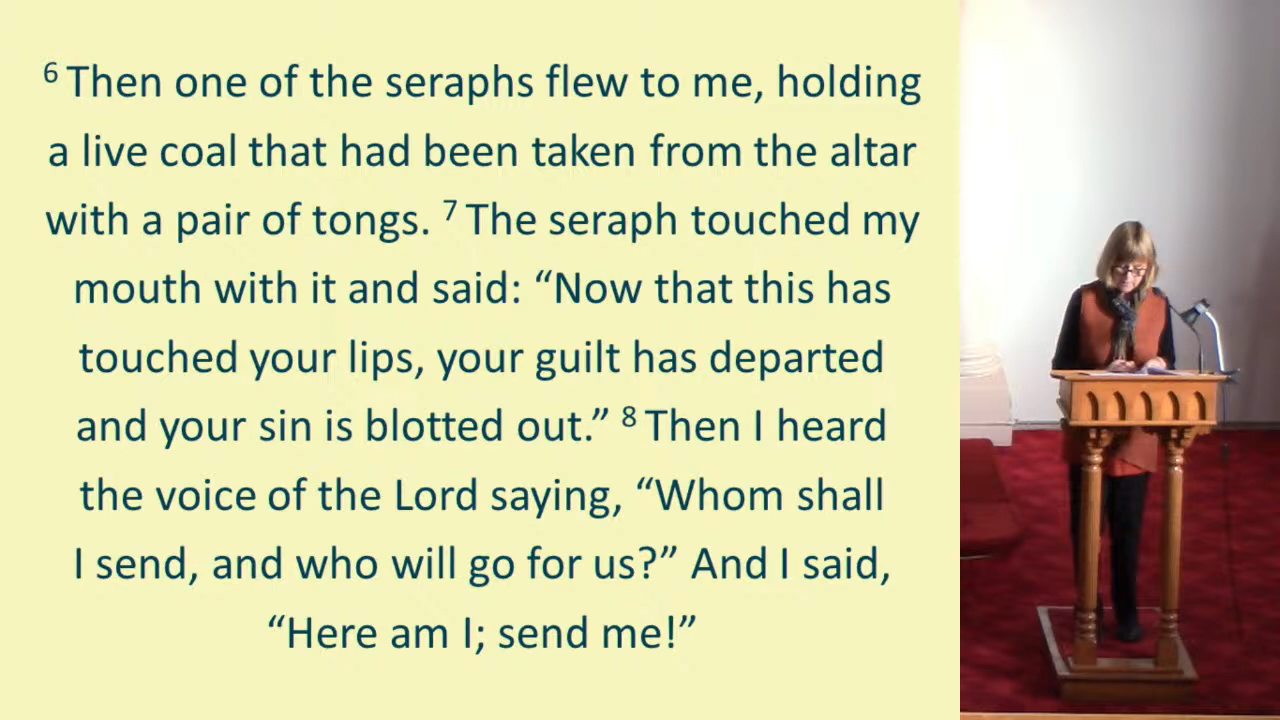 6 Then one of the seraphs flew to me, holding
a live coal that had been taken from the altar
with a pair of tongs. 7 The seraph touched my
mouth with it and said: “Now that this has
touched your lips, your guilt has departed
and your sin is blotted out.” 8 Then I heard
the voice of the Lord saying, “Whom shall
I send, and who will go for us?” And I said,
“Here am I; send me!”